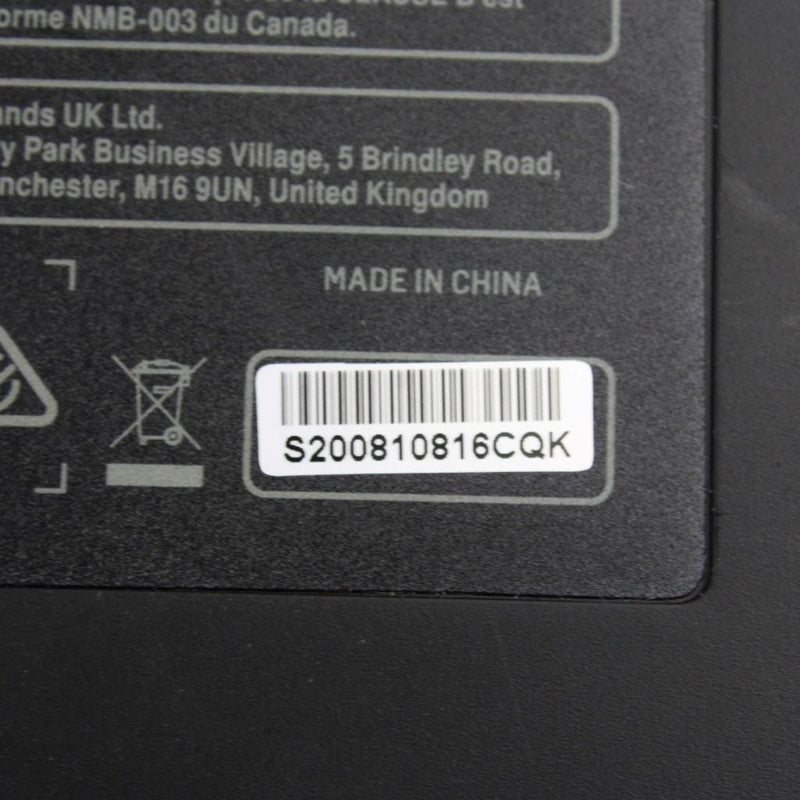 orme NMB-003 du Canada.
ands UK Ltd.
y Park Business Village, 5 Brindley Road,
nchester, M16 9UN, United Kingdom
MADE IN CHINA
S200810816CQK